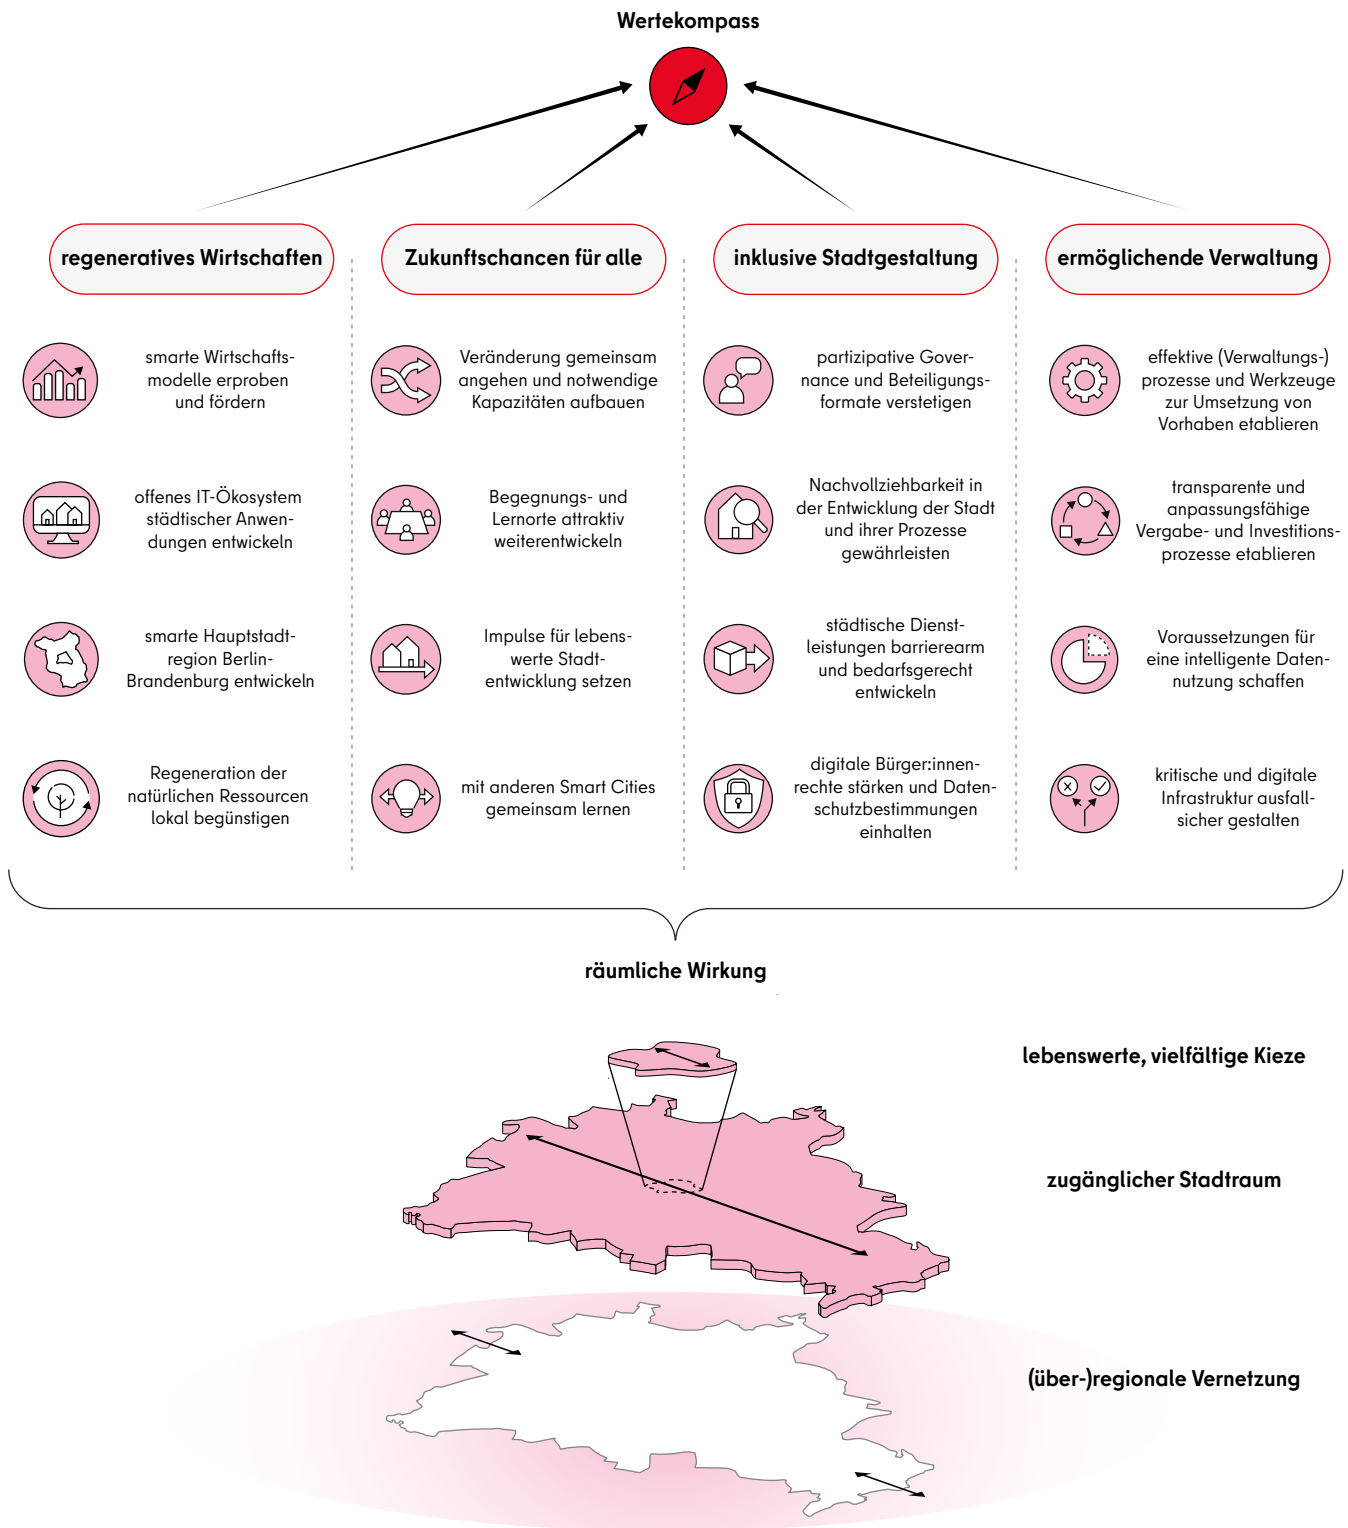 Wertekompass
regeneratives Wirtschaften
smarte Wirtschafts-
modelle erproben
und fördern
offenes IT-Ökosystem
städtischer Anwen-
dungen entwickeln
smarte Hauptstadt-
region Berlin-
Brandenburg entwickeln
Regeneration der
natürlichen Ressourcen
lokal begünstigen
Zukunftschancen für alle
Veränderung gemeinsam
angehen und notwendige
Kapazitäten aufbauen
Begegnungs- und
Lernorte attraktiv
weiterentwickeln
Impulse für lebens-
werte Stadt-
entwicklung setzen
mit anderen Smart Cities
gemeinsam lernen
inklusive Stadtgestaltung
partizipative Gover-
nance und Beteiligungs-
formate verstetigen
Nachvollziehbarkeit in
der Entwicklung der Stadt
und ihrer Prozesse
gewährleisten
städtische Dienst-
leistungen barrierearm
und bedarfsgerecht
entwickeln
digitale Bürger:innen-
rechte stärken und Daten-
schutzbestimmungen
einhalten
ermöglichende Verwaltung
effektive (Verwaltungs-)
prozesse und Werkzeuge
zur Umsetzung von
Vorhaben etablieren
transparente und
anpassungsfähige
Vergabe- und Investitions-
prozesse etablieren
Voraussetzungen für
eine intelligente Daten-
nutzung schaffen
kritische und digitale
Infrastruktur ausfall-
sicher gestalten
räumliche Wirkung
lebenswerte, vielfältige Kieze
zugänglicher Stadtraum
(über-)regionale Vernetzung